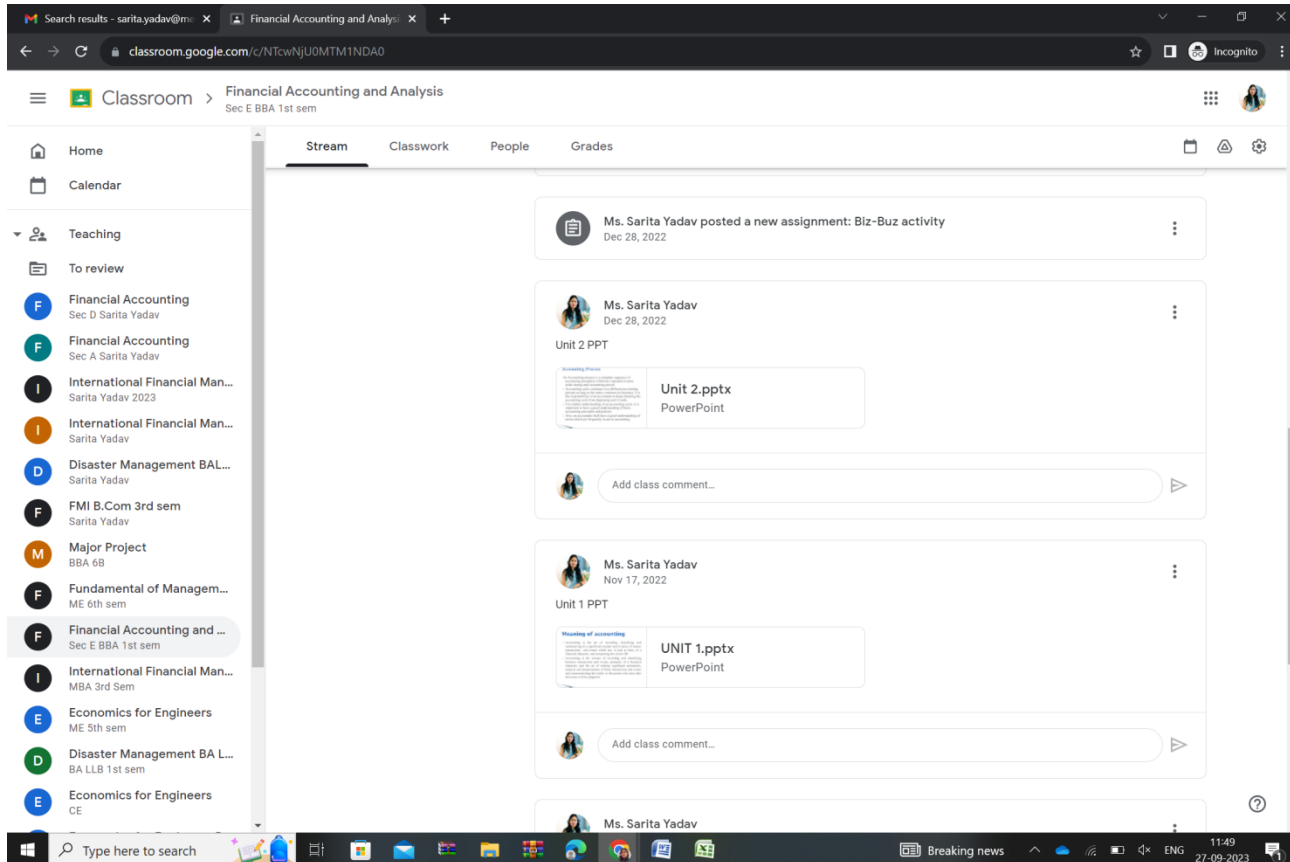 Search results - sarita.yadav@me
Financial Accounting and Analysi
classroom.google.com/c/NTcwNjU0MTM1NDA0
Incognito
Classroom
Financial Accounting and Analysis
Sec E BBA 1st sem
Home
Calendar
Teaching
To review
F
Financial Accounting
Sec D Sarita Yadav
F
Financial Accounting
Sec A Sarita Yadav
I
International Financial Man...
Sarita Yadav 2023
I
International Financial Man...
Sarita Yadav
D
Disaster Management BAL...
Sarita Yadav
F
FMI B.Com 3rd sem
Sarita Yadav
M
Major Project
BBA 6B
F
Fundamental of Managem...
ME 6th sem
F
Financial Accounting and ...
Sec E BBA 1st sem
I
International Financial Man...
MBA 3rd Sem
E
Economics for Engineers
ME 5th sem
D
Disaster Management BA L...
BA LLB 1st sem
E
Economics for Engineers
CE
Stream Classwork People Grades
Ms. Sarita Yadav posted a new assignment: Biz-Buz activity
Dec 28, 2022
Ms. Sarita Yadav
Dec 28, 2022
Unit 2 PPT
Accounting Process
Unit 2.pptx
PowerPoint
Add class comment...
Ms. Sarita Yadav
Nov 17, 2022
Unit 1 PPT
Meaning of accounting
UNIT 1.pptx
PowerPoint
Add class comment...
Ms. Sarita Yadav
Type here to search
Breaking news
ENG
11:49
27-09-2023